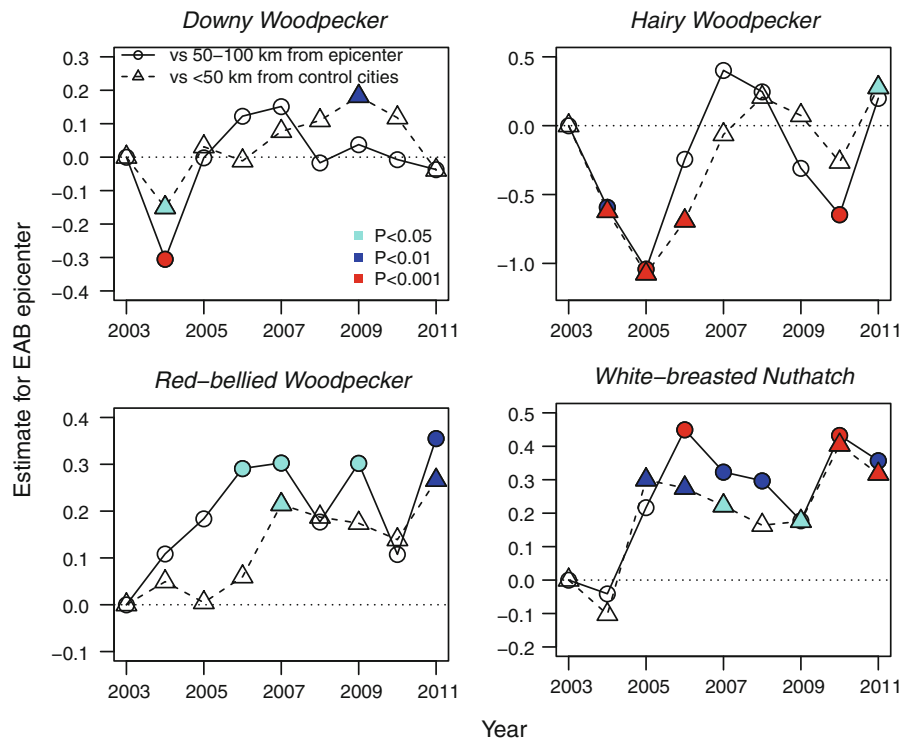 Downy Woodpecker
Hairy Woodpecker
vs 50–100 km from epicenter
vs <50 km from control cities
P<0.05
P<0.01
P<0.001
0.3
0.2
0.1
0.0
−0.1
−0.2
−0.3
−0.4
2003 2005 2007 2009 2011
0.5
0.0
−0.5
−1.0
2003 2005 2007 2009 2011
Estimate for EAB epicenter
Red−bellied Woodpecker
White−breasted Nuthatch
0.4
0.3
0.2
0.1
0.0
−0.1
2003 2005 2007 2009 2011
0.5
0.4
0.3
0.2
0.1
0.0
−0.1
−0.2
2003 2005 2007 2009 2011
Year